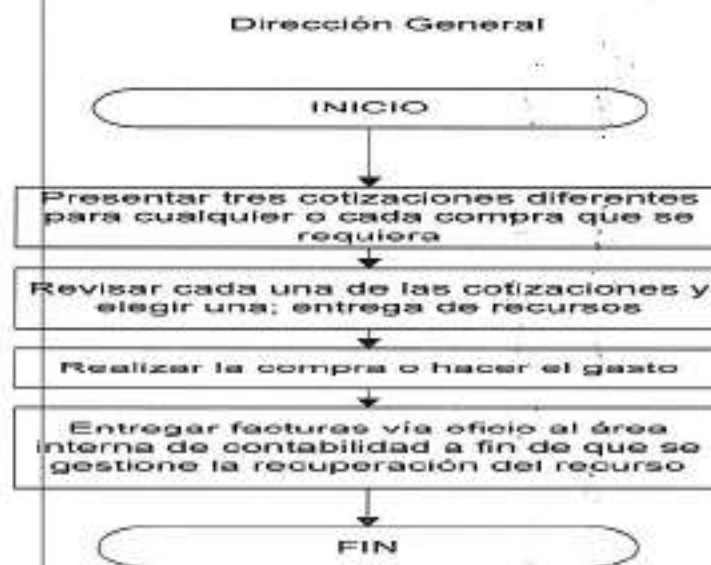 Dirección General
INICIO
Presentar tres cotizaciones diferentes
para cualquier o cada compra que se
requiera
Revisar cada una de las cotizaciones y
elegir una; entrega de recursos
Realizar la compra o hacer el gasto
Entregar facturas vía oficio al área
interna de contabilidad a fin de que se
gestione la recuperación del recurso
FIN